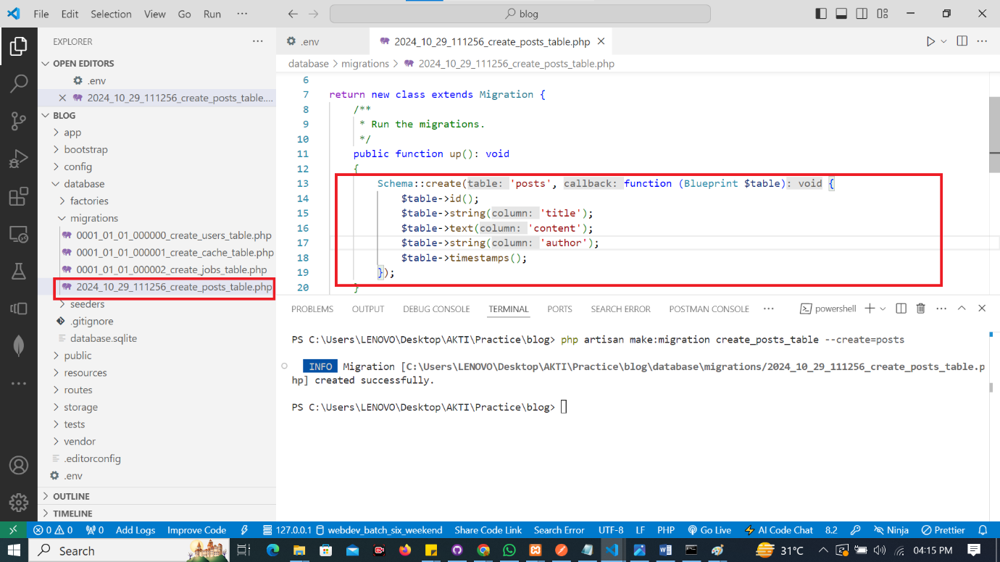 File Edit Selection View Go Run ··· blog
EXPLORER ···
OPEN EDITORS
.env
2024_10_29_111256_create_posts_table....
BLOG
app
bootstrap
config
database
factories
migrations
0001_01_01_000000_create_users_table.php
0001_01_01_000001_create_cache_table.php
0001_01_01_000002_create_jobs_table.php
2024_10_29_111256_create_posts_table.php
seeders
.gitignore
database.sqlite
public
resources
routes
storage
tests
vendor
.editorconfig
.env
OUTLINE
TIMELINE
.env 2024_10_29_111256_create_posts_table.php
database > migrations > 2024_10_29_111256_create_posts_table.php
6
7 return new class extends Migration {
8 /**
9 * Run the migrations.
10 */
11 public function up(): void
12 {
13 Schema::create(table: 'posts', callback: function (Blueprint $table): void {
14 $table->id();
15 $table->string(column: 'title');
16 $table->text(column: 'content');
17 $table->string(column: 'author');
18 $table->timestamps();
19 });
20 }
PROBLEMS OUTPUT DEBUG CONSOLE TERMINAL PORTS SEARCH ERROR POSTMAN CONSOLE ··· powershell
PS C:\Users\LENOVO\Desktop\AKTI\Practice\blog> php artisan make:migration create_posts_table --create=posts
INFO Migration [C:\Users\LENOVO\Desktop\AKTI\Practice\blog\database\migrations/2024_10_29_111256_create_posts_table.p
hp] created successfully.
PS C:\Users\LENOVO\Desktop\AKTI\Practice\blog>
0 0 0 Add Logs Improve Code 127.0.0.1 webdev_batch_six_weekend Share Code Link Search Error UTF-8 LF PHP Go Live AI Code Chat 8.2 Ninja Prettier
Search 31°C 04:15 PM